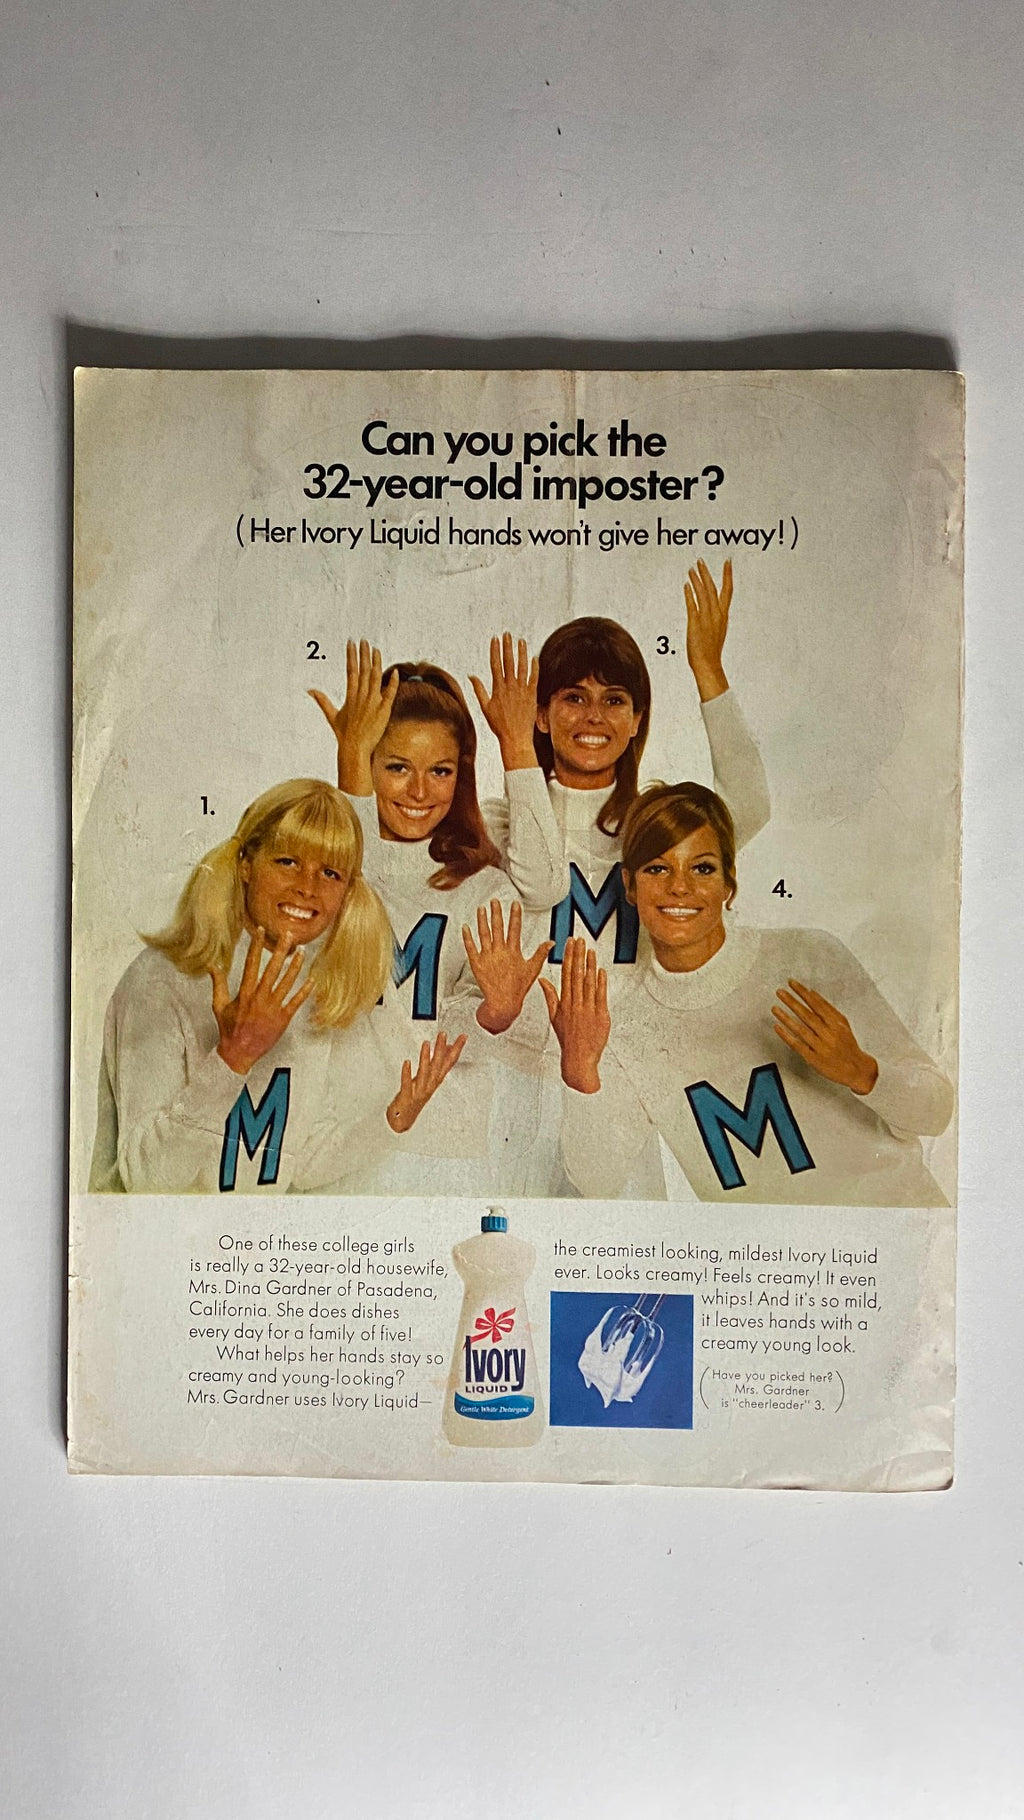 Can you pick the
32-year-old imposter?
(Her Ivory Liquid hands won't give her away!)
1.
2.
3.
4.
M
M
M
M
One of these college girls
is really a 32-year-old housewife,
Mrs. Dina Gardner of Pasadena,
California. She does dishes
every day for a family of five!
What helps her hands stay so
creamy and young-looking?
Mrs. Gardner uses Ivory Liquid—
Ivory
LIQUID
Gentle White Detergent
the creamiest looking, mildest Ivory Liquid
ever. Looks creamy! Feels creamy! It even
whips! And it's so mild,
it leaves hands with a
creamy young look.
(Have you picked her?
Mrs. Gardner
is "cheerleader" 3.)